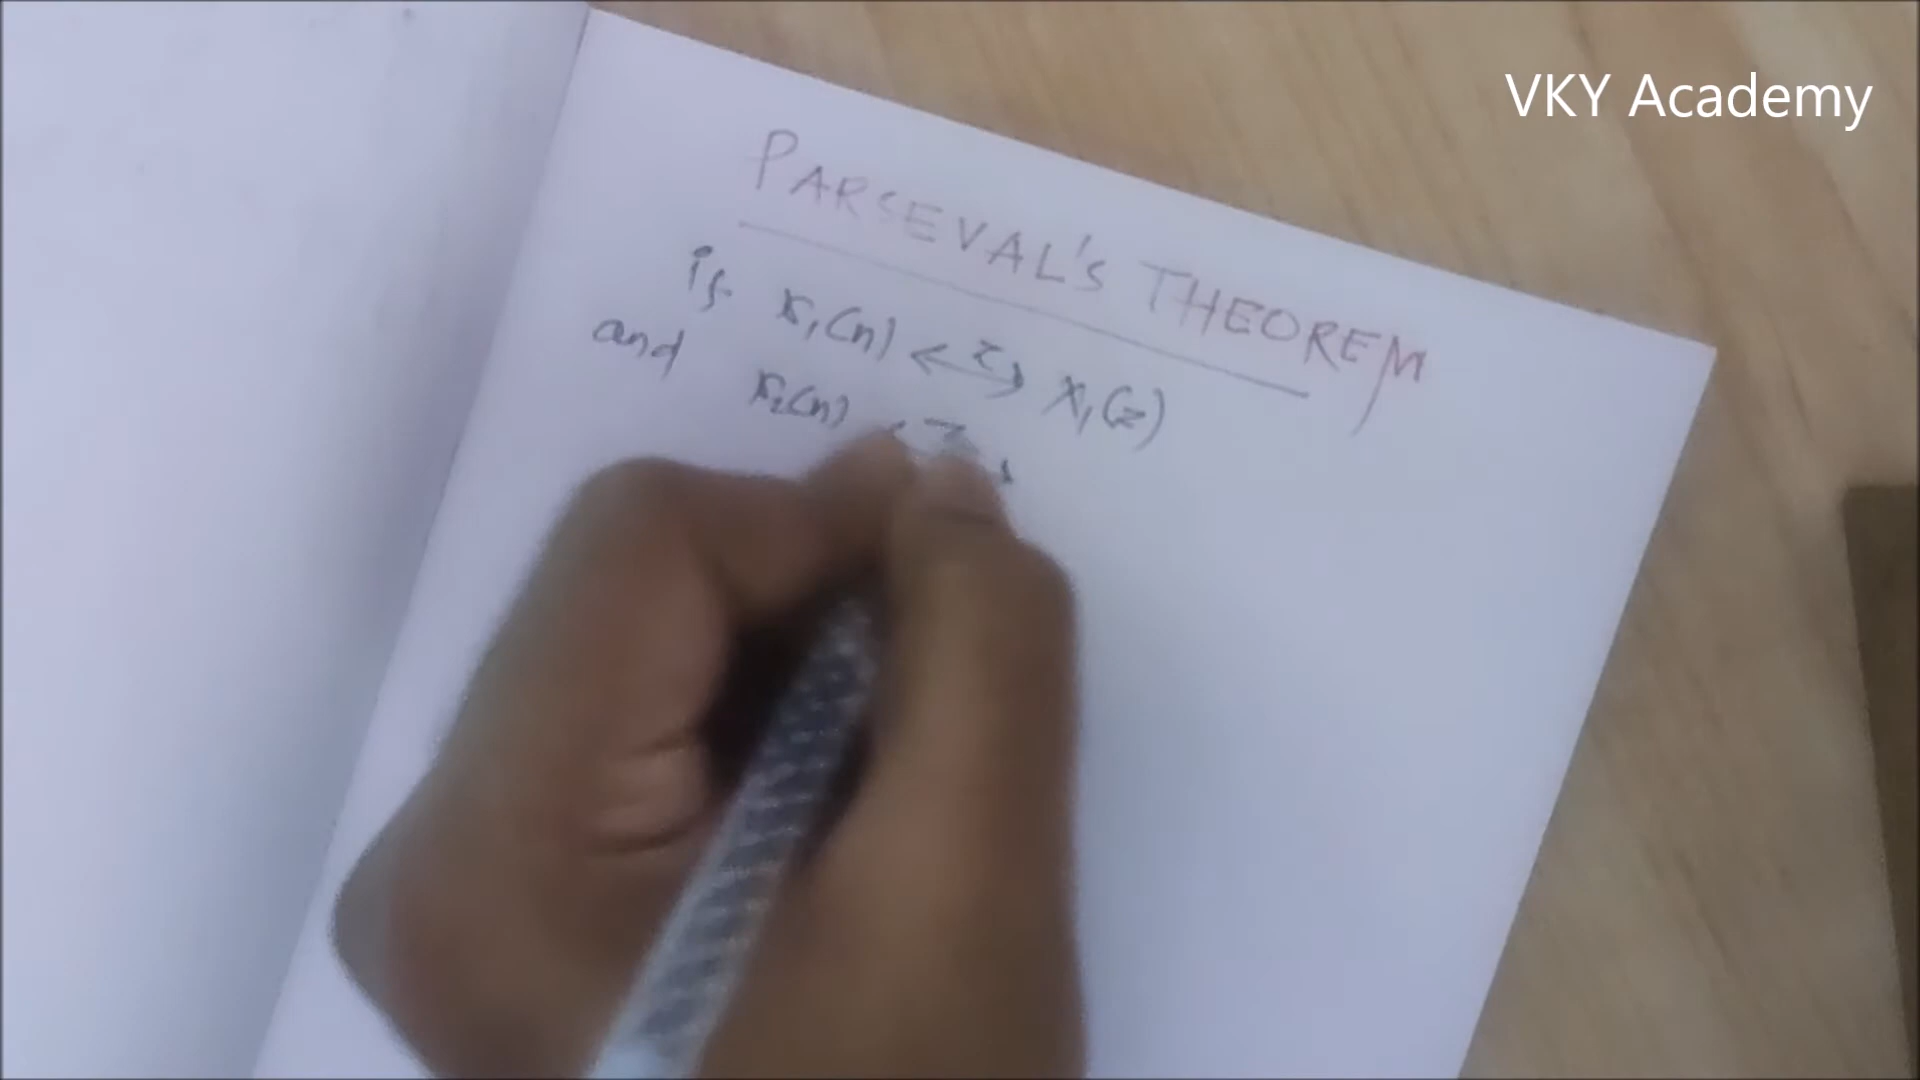 VKY Academy
PARSEVAL'S THEOREM
if x₁(n) ⟷ᶻ X₁(z)
and x₂(n) ⟷ᶻ